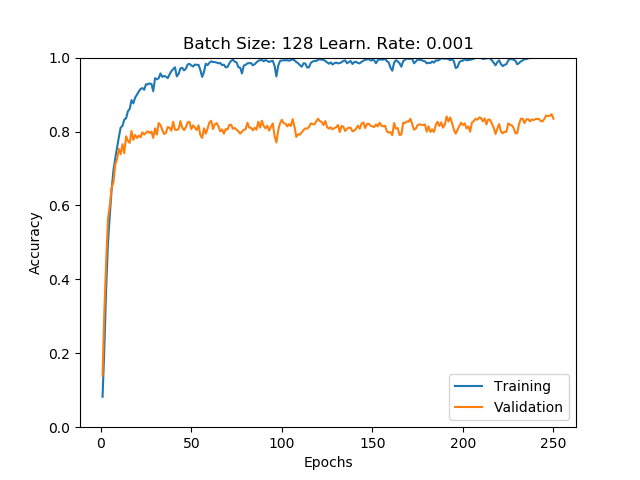 Batch Size: 128 Learn. Rate: 0.001
1.0
0.8
0.6
0.4
0.2
0.0
Accuracy
0 50 100 150 200 250
Epochs
Training
Validation